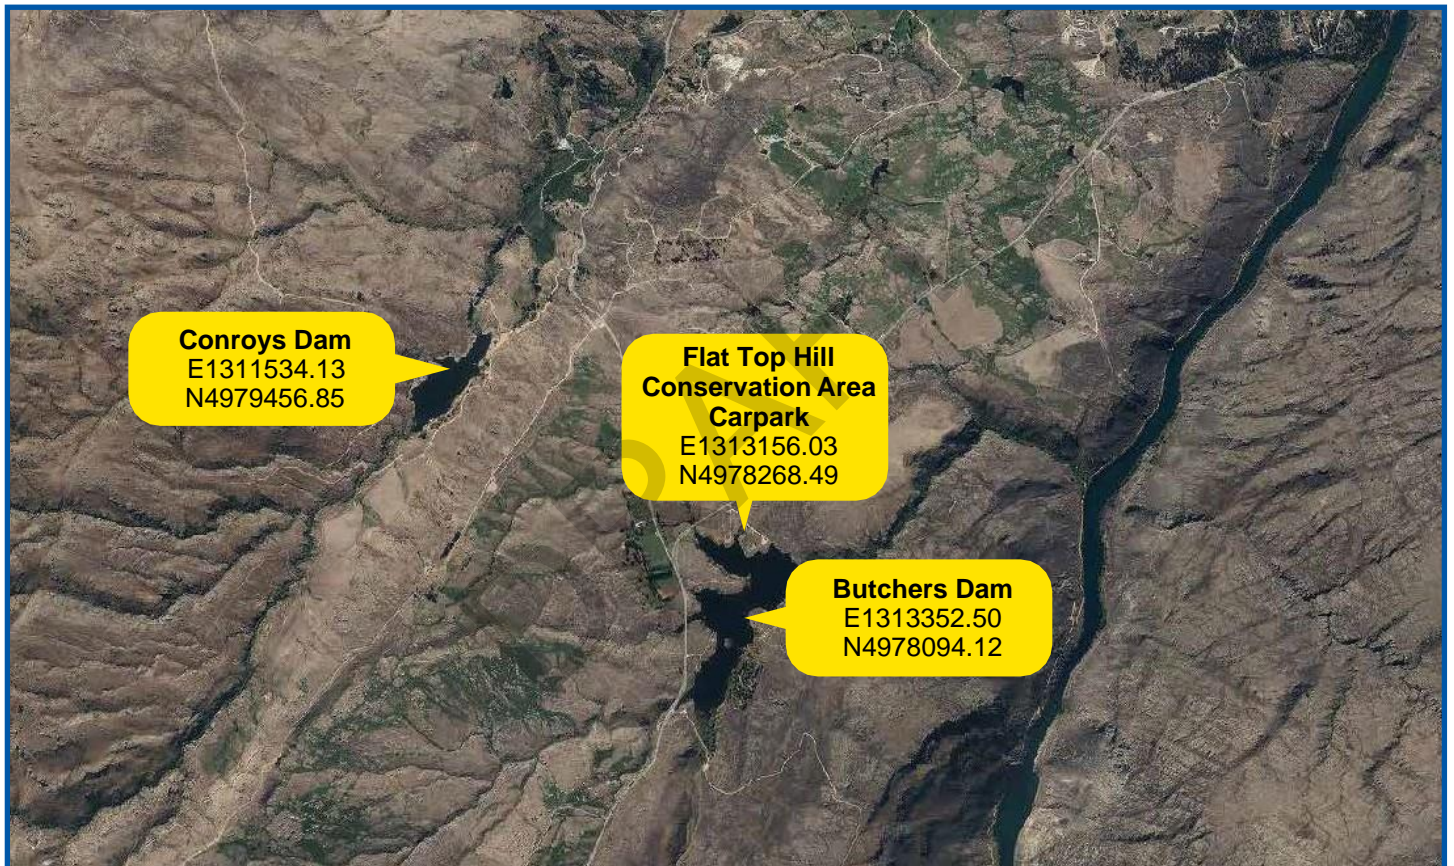 Conroys Dam
E1311534.13
N4979456.85
Flat Top Hill
Conservation Area
Carpark
E1313156.03
N4978268.49
Butchers Dam
E1313352.50
N4978094.12